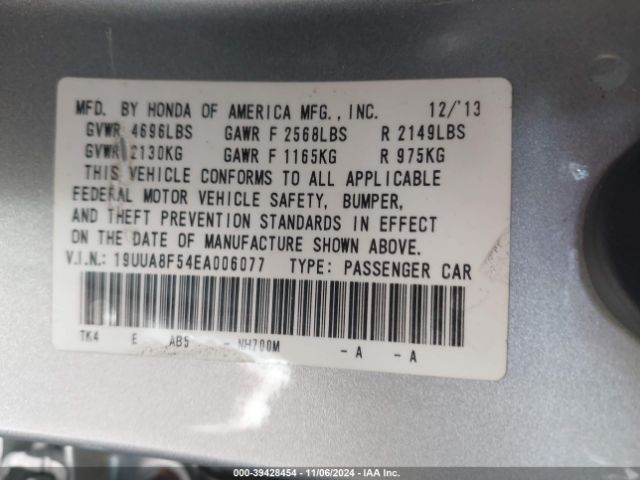 MFD. BY HONDA OF AMERICA MFG., INC. 12/'13
GVWR 4696LBS GAWR F 2568LBS R 2149LBS
GVWR 2130KG GAWR F 1165KG R 975KG
THIS VEHICLE CONFORMS TO ALL APPLICABLE
FEDERAL MOTOR VEHICLE SAFETY, BUMPER,
AND THEFT PREVENTION STANDARDS IN EFFECT
ON THE DATE OF MANUFACTURE SHOWN ABOVE.
V.I.N.: 19UUA8F54EA006077 TYPE: PASSENGER CAR
TK4 E AB5 - NH700M - A - A
000-39428454 - 11/06/2024 - IAA Inc.